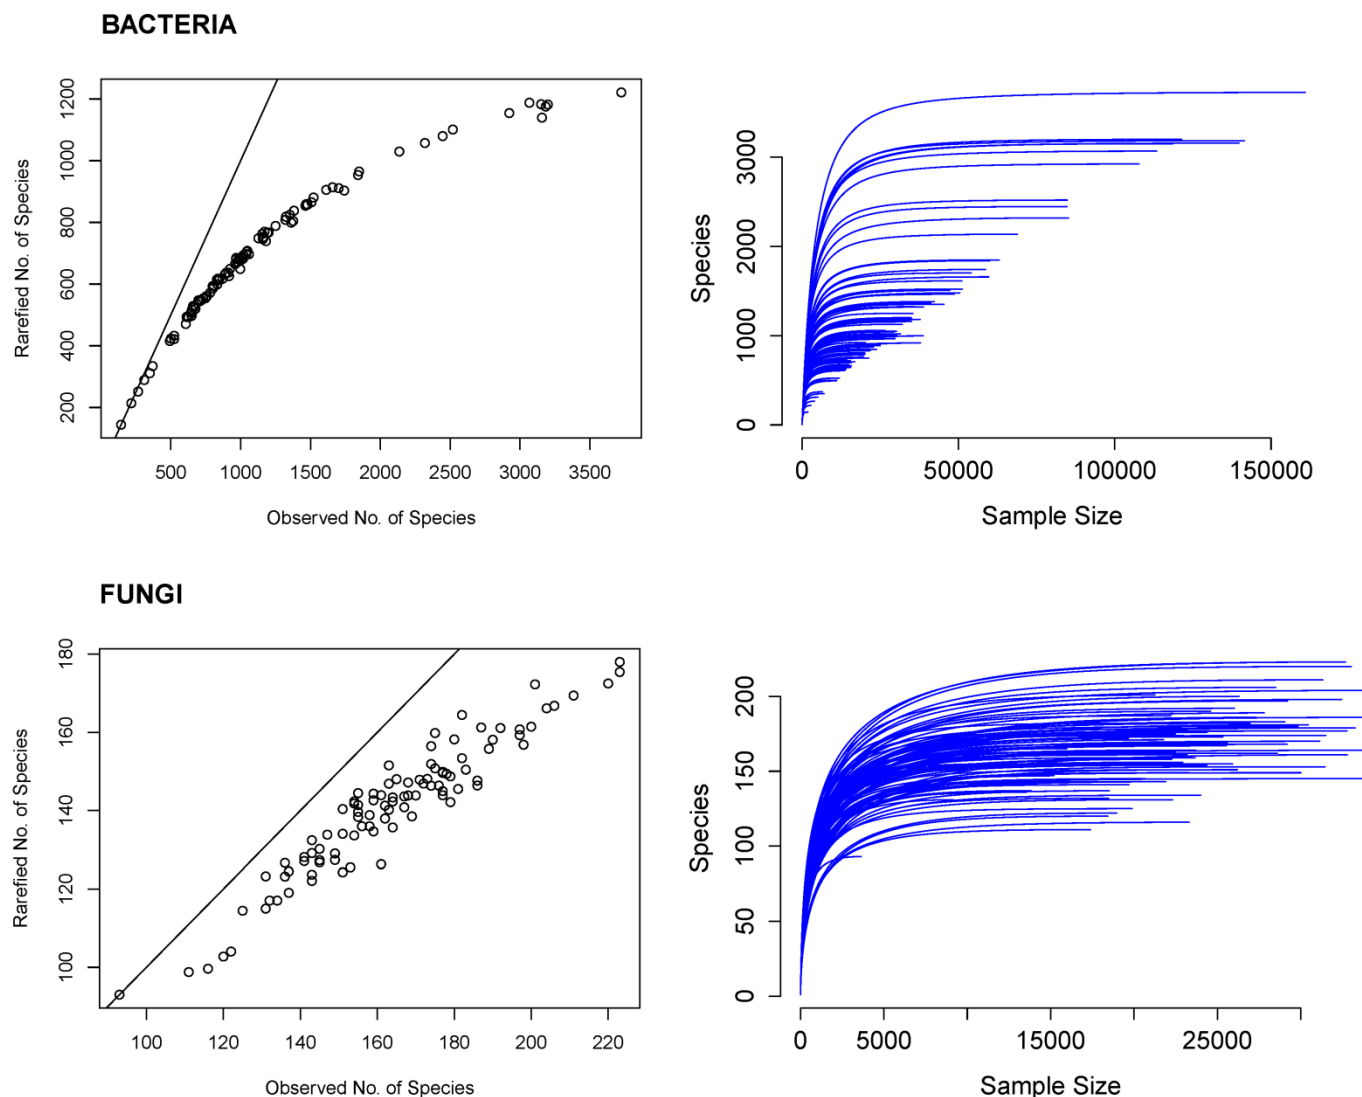 BACTERIA
Rarefied No. of Species
200
400
600
800
1000
1200
500 1000 1500 2000 2500 3000 3500
Observed No. of Species
Species
0
1000
2000
3000
0 50000 100000 150000
Sample Size
FUNGI
Rarefied No. of Species
100
120
140
160
180
100 120 140 160 180 200 220
Observed No. of Species
Species
0
50
100
150
200
0 5000 15000 25000
Sample Size